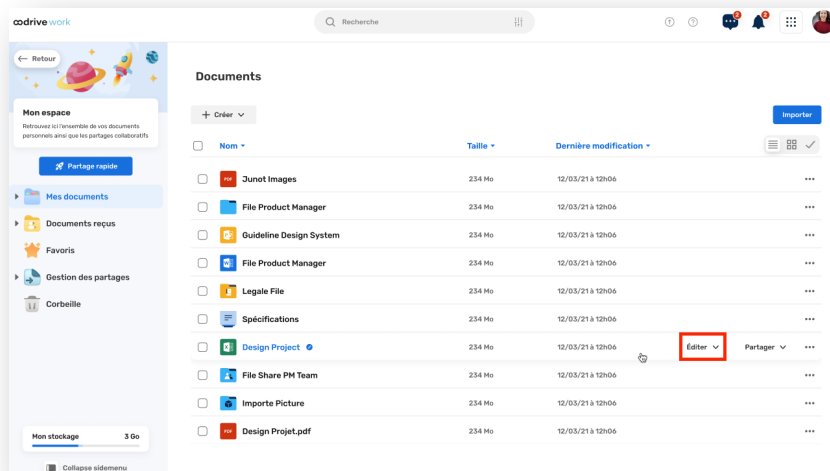 oodrive work
Recherche
2
2
← Retour
Mon espace
Retrouvez ici l'ensemble de vos documents
personnels ainsi que les partages collaboratifs
Partage rapide
Mes documents
Documents reçus
Favoris
Gestion des partages
Corbeille
Mon stockage 3 Go
Collapse sidemenu
Documents
+ Créer
Importer
Nom Taille Dernière modification
PDF Junot Images 234 Mo 12/03/21 à 12h06
File Product Manager 234 Mo 12/03/21 à 12h06
Guideline Design System 234 Mo 12/03/21 à 12h06
W File Product Manager 234 Mo 12/03/21 à 12h06
Legale File 234 Mo 12/03/21 à 12h06
Spécifications 234 Mo 12/03/21 à 12h06
X Design Project 234 Mo 12/03/21 à 12h06 Éditer Partager
File Share PM Team 234 Mo 12/03/21 à 12h06
Importe Picture 234 Mo 12/03/21 à 12h06
PDF Design Projet.pdf 234 Mo 12/03/21 à 12h06